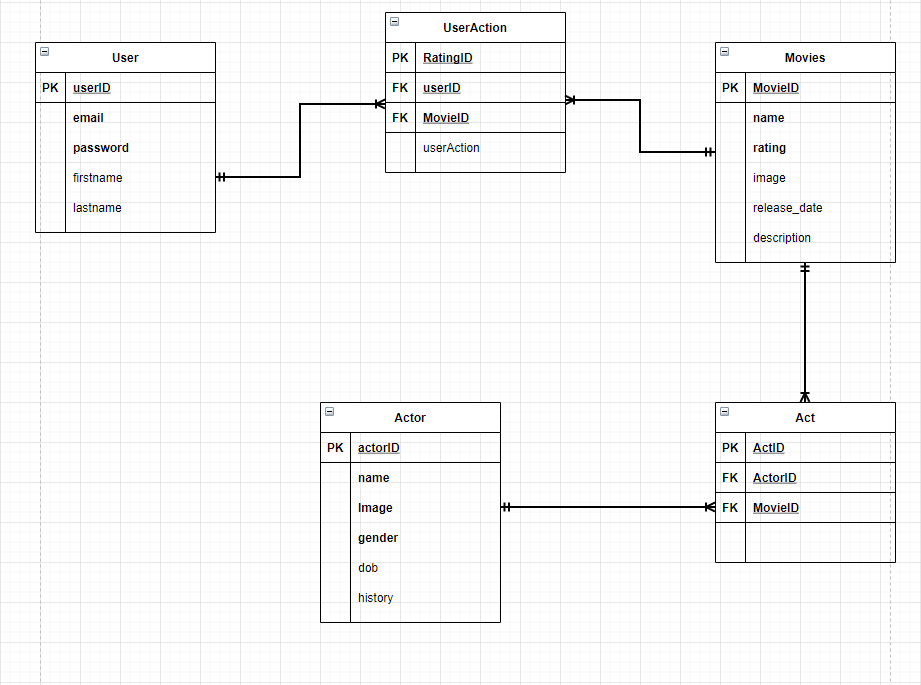 User
PK userID
email
password
firstname
lastname
UserAction
PK RatingID
FK userID
FK MovieID
userAction
Movies
PK MovieID
name
rating
image
release_date
description
Actor
PK actorID
name
Image
gender
dob
history
Act
PK ActID
FK ActorID
FK MovieID